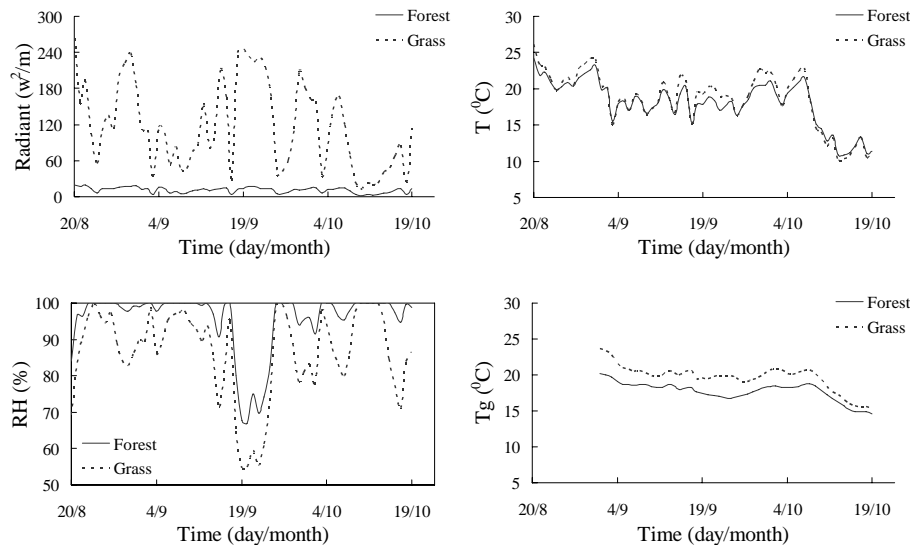 Radiant (w²/m)
300
240
180
120
60
0
20/8 4/9 19/9 4/10 19/10
Time (day/month)
Forest
Grass
T (⁰C)
30
25
20
15
10
5
20/8 4/9 19/9 4/10 19/10
Time (day/month)
Forest
Grass
RH (%)
100
90
80
70
60
50
20/8 4/9 19/9 4/10 19/10
Time (day/month)
Forest
Grass
Tg (⁰C)
30
25
20
15
10
5
20/8 4/9 19/9 4/10 19/10
Time (day/month)
Forest
Grass